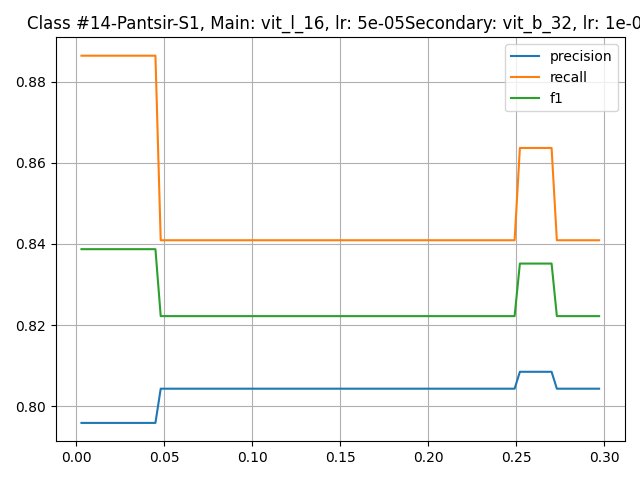 Class #14-Pantsir-S1, Main: vit_l_16, lr: 5e-05Secondary: vit_b_32, lr: 1e-0
precision
recall
f1
0.88
0.86
0.84
0.82
0.80
0.00 0.05 0.10 0.15 0.20 0.25 0.30